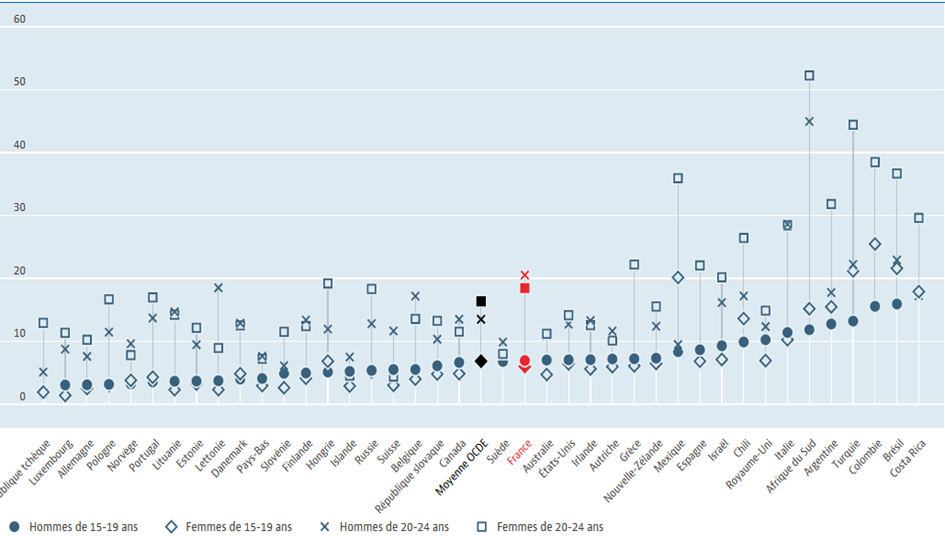 60
50
40
30
20
10
0
Luxembourg
Allemagne
Pologne
Norvège
Portugal
Lituanie
Estonie
Lettonie
Danemark
Pays-Bas
Slovénie
Finlande
Hongrie
Islande
Russie
Suisse
Belgique
République slovaque
Canada
Moyenne OCDE
Suède
France
Australie
États-Unis
Irlande
Autriche
Grèce
Nouvelle-Zélande
Mexique
Espagne
Israël
Chili
Royaume-Uni
Italie
Afrique du Sud
Argentine
Turquie
Colombie
Brésil
Costa Rica
Hommes de 15-19 ans Femmes de 15-19 ans Hommes de 20-24 ans Femmes de 20-24 ans